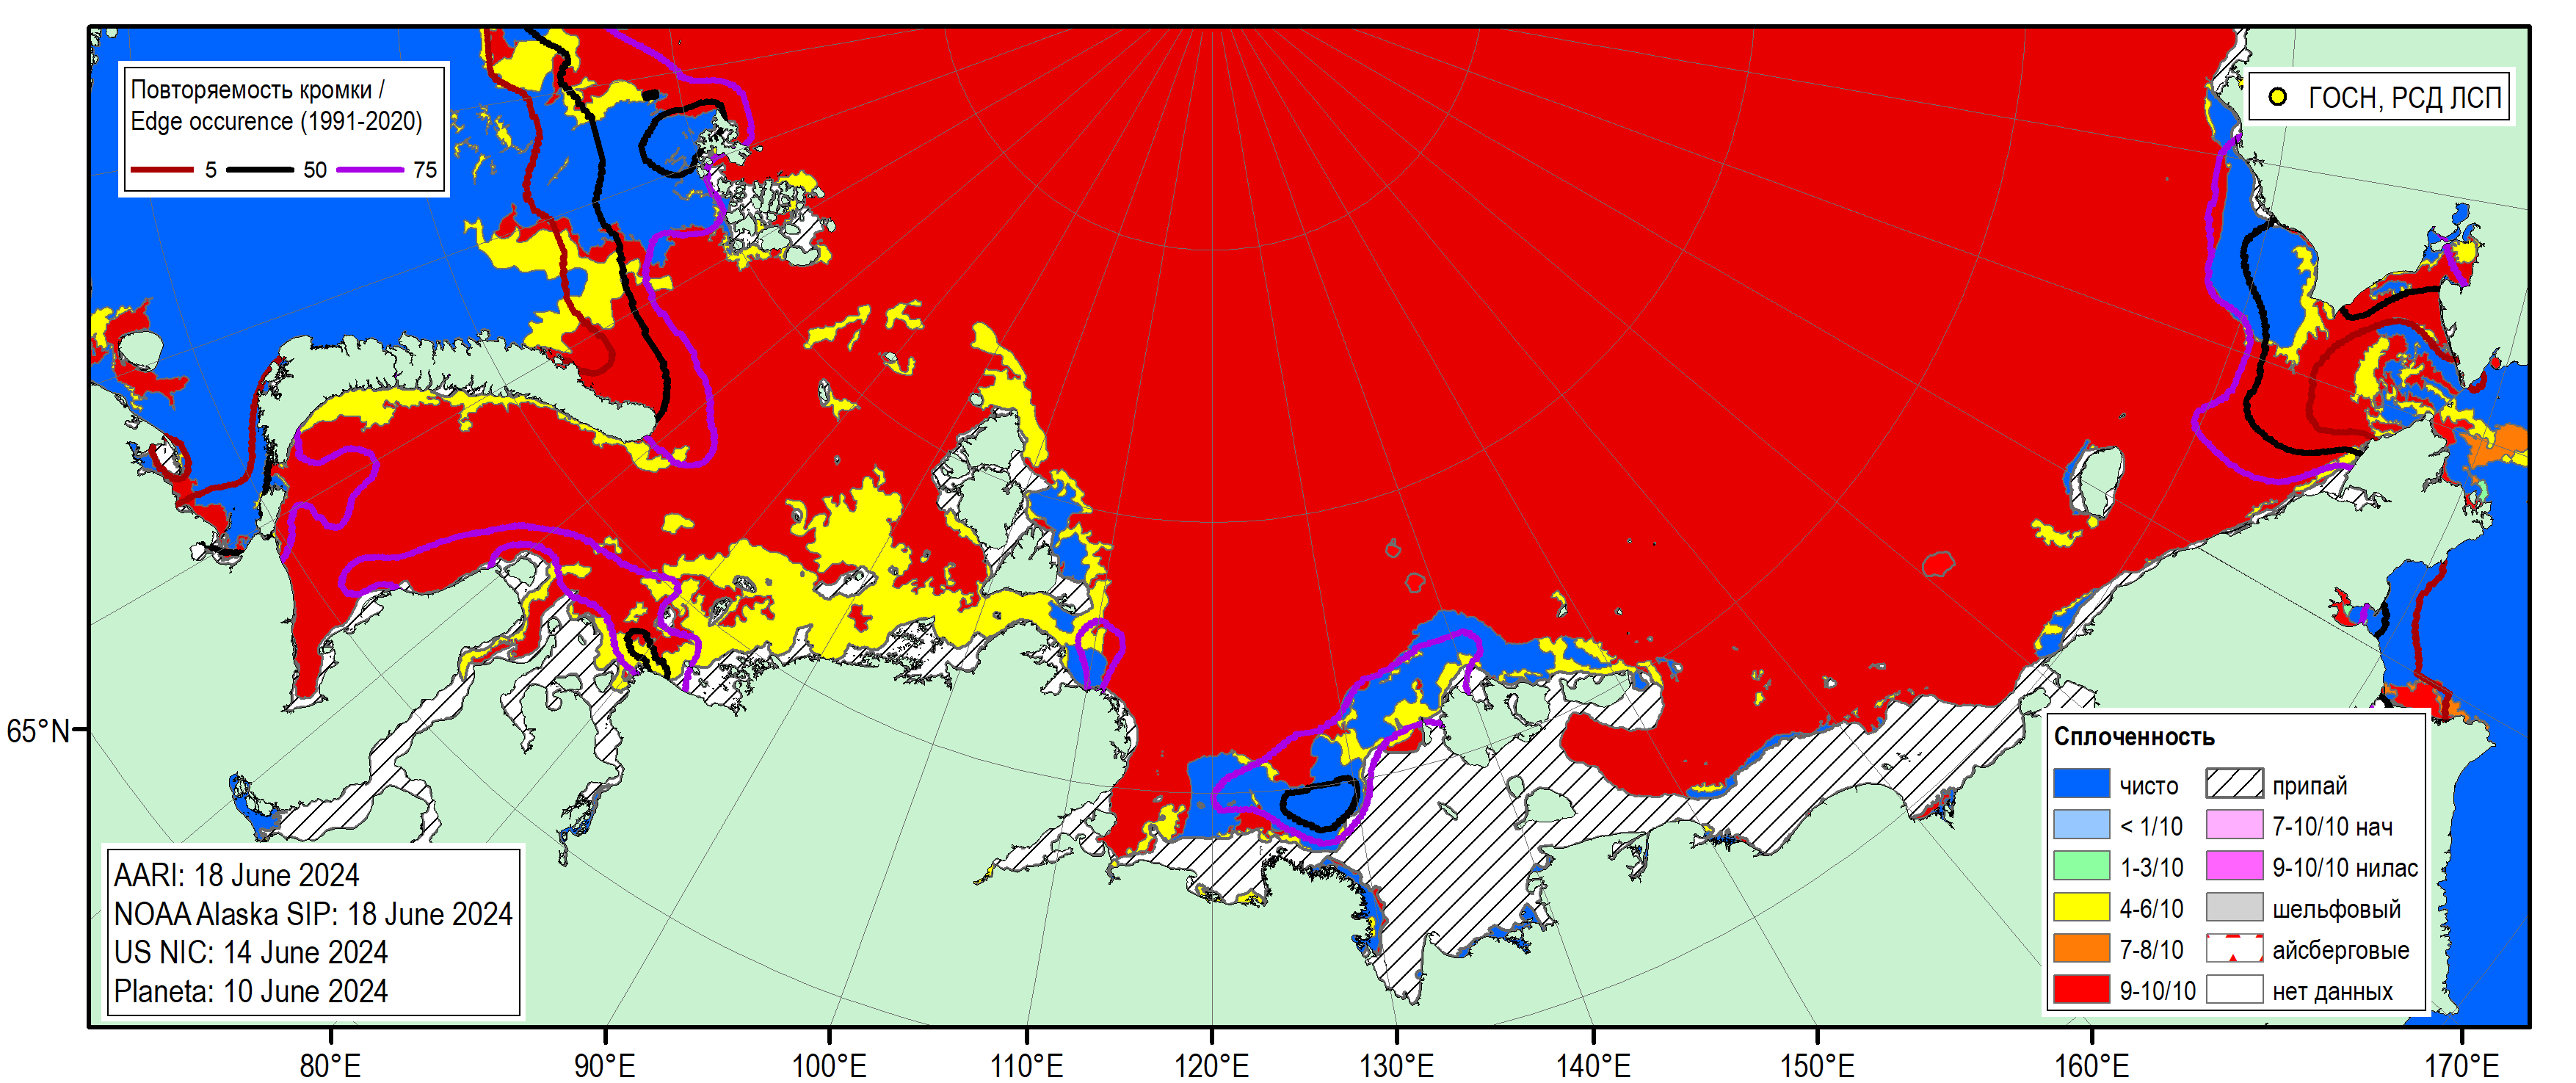 Повторяемость кромки /
Edge occurence (1991-2020)
5 50 75
ГОСН, РСД ЛСП
65°N
AARI: 18 June 2024
NOAA Alaska SIP: 18 June 2024
US NIC: 14 June 2024
Planeta: 10 June 2024
Сплоченность
чисто припай
< 1/10 7-10/10 нач
1-3/10 9-10/10 нилас
4-6/10 шельфовый
7-8/10 айсберговые
9-10/10 нет данных
80°E 90°E 100°E 110°E 120°E 130°E 140°E 150°E 160°E 170°E